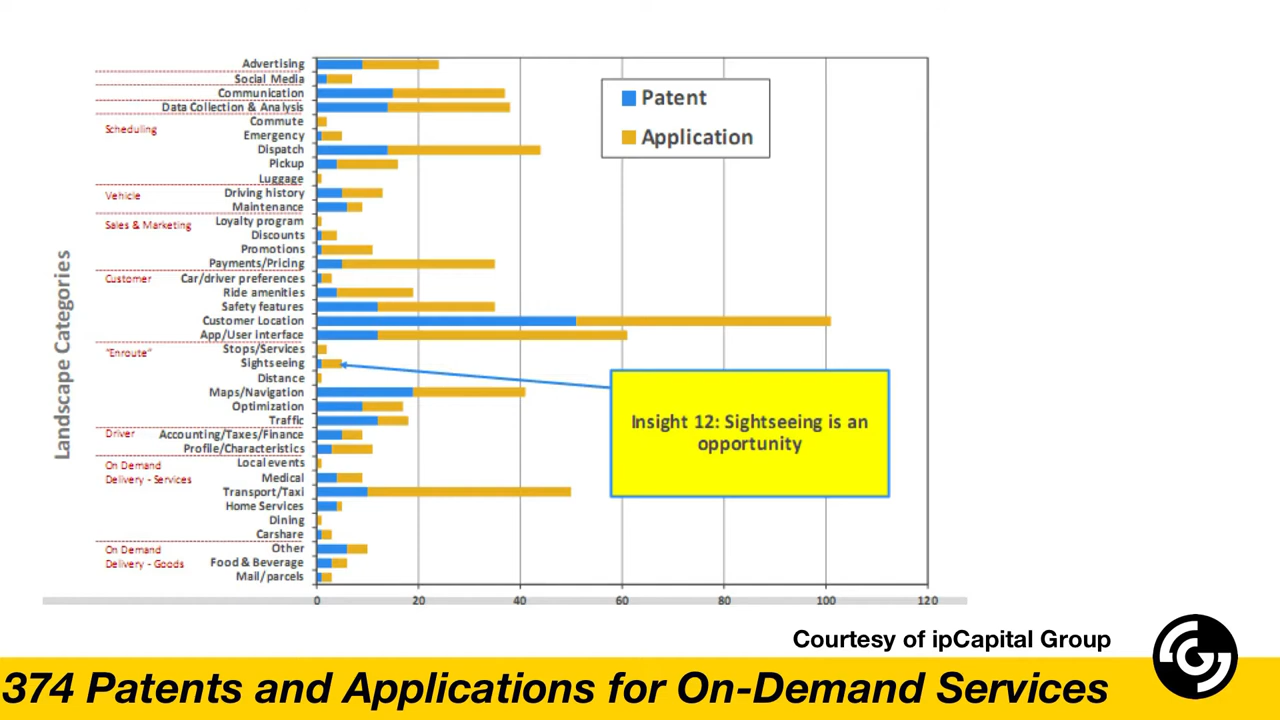 Landscape Categories
Advertising
Social Media
Communication
Data Collection & Analysis
Scheduling
Commute
Emergency
Dispatch
Pickup
Luggage
Vehicle
Driving history
Maintenance
Sales & Marketing
Loyalty program
Discounts
Promotions
Payments/Pricing
Customer
Car/driver preferences
Ride amenities
Safety features
Customer Location
App/User interface
"Enroute"
Stops/Services
Sightseeing
Distance
Maps/Navigation
Optimization
Traffic
Driver
Accounting/Taxes/Finance
Profile/Characteristics
On Demand
Delivery - Services
Local events
Medical
Transport/Taxi
Home Services
Dining
Carshare
On Demand
Delivery - Goods
Other
Food & Beverage
Mail/parcels
0 20 40 60 80 100 120
Patent
Application
Insight 12: Sightseeing is an
opportunity
Courtesy of ipCapital Group
374 Patents and Applications for On-Demand Services